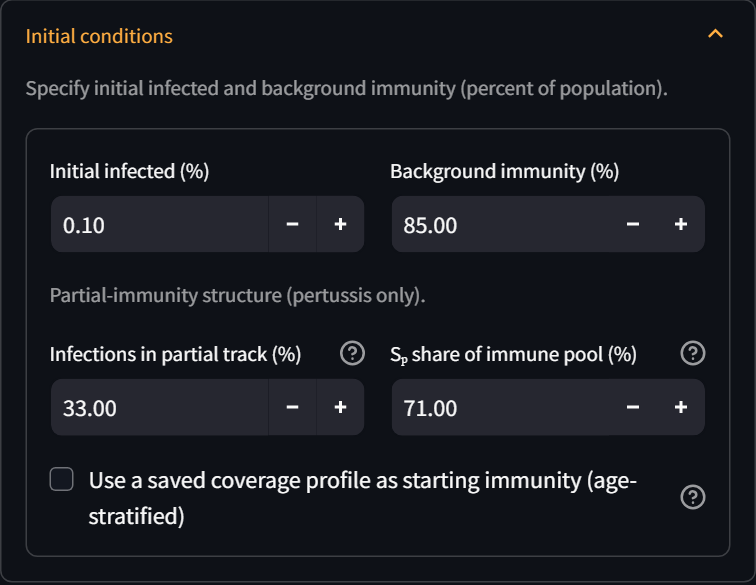 Initial conditions
Specify initial infected and background immunity (percent of population).
Initial infected (%)
Background immunity (%)
0.10 − +
85.00 − +
Partial-immunity structure (pertussis only).
Infections in partial track (%) ?
Sₚ share of immune pool (%) ?
33.00 − +
71.00 − +
Use a saved coverage profile as starting immunity (age-
stratified) ?